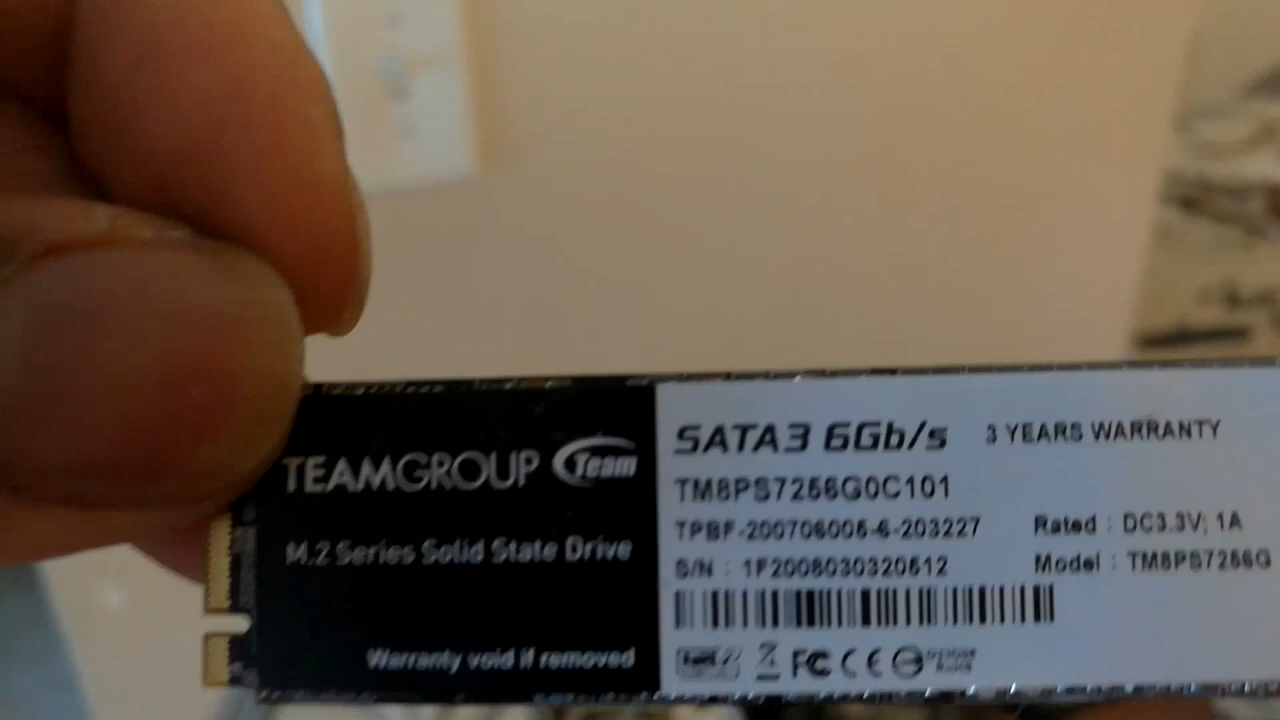 TEAMGROUP Team
M.2 Series Solid State Drive
Warranty void if removed
SATA3 6Gb/s 3 YEARS WARRANTY
TM8PS7256G0C101
TPBF-200706005-6-203227 Rated : DC3.3V; 1A
S/N : 1F2008030320512 Model : TM8PS7256G
FC CE